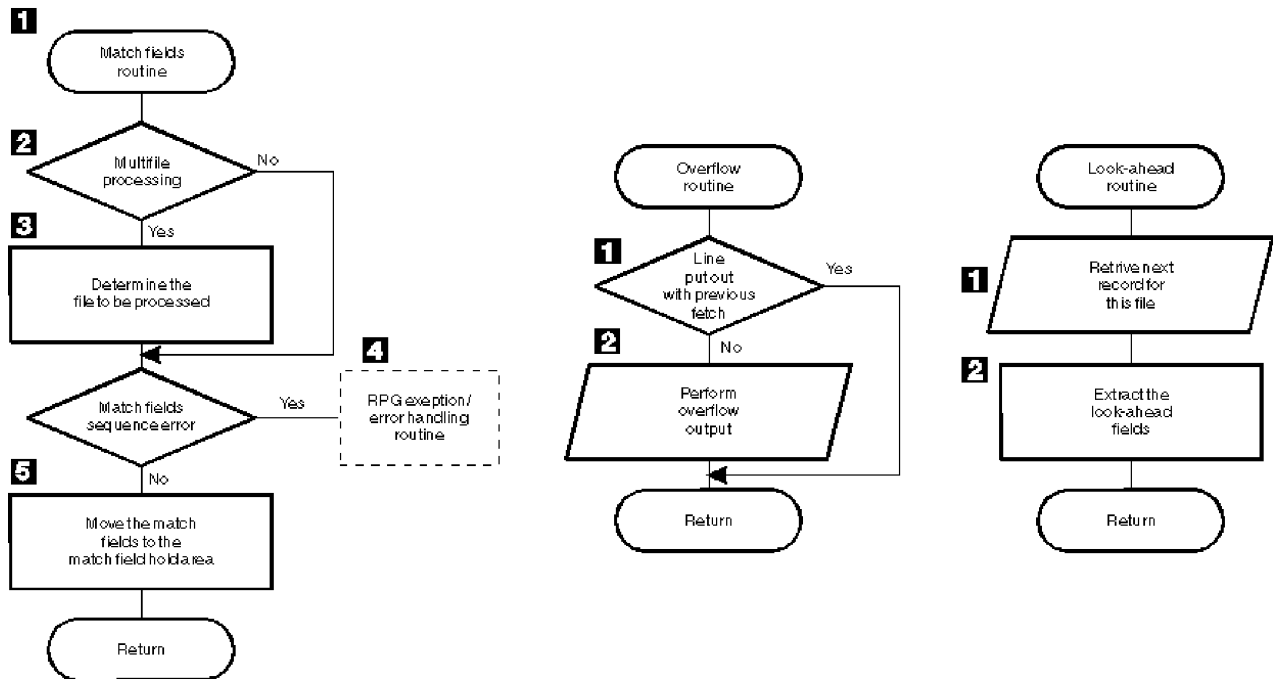 1
Match fields
routine
2
Multifile
processing
No
Yes
3
Determine the
file to be processed
4
Match fields
sequence error
Yes
RPG exeption/
error handling
routine
No
5
Move the match
fields to the
match field hold area
Return
Overflow
routine
1
Line
put out
with previous
fetch
Yes
No
2
Perform
overflow
output
Return
Look-ahead
routine
1
Retrive next
record for
this file
2
Extract the
look-ahead
fields
Return